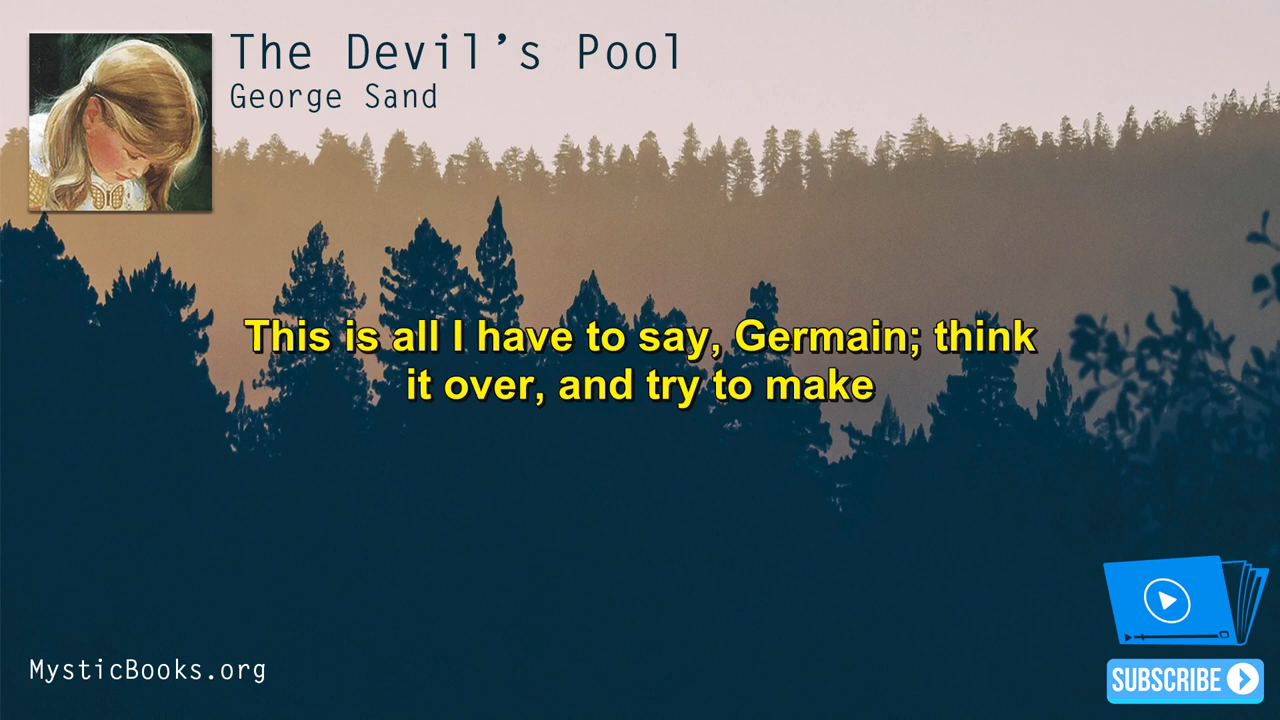 The Devil's Pool
George Sand
This is all I have to say, Germain; think
it over, and try to make
MysticBooks.org
SUBSCRIBE